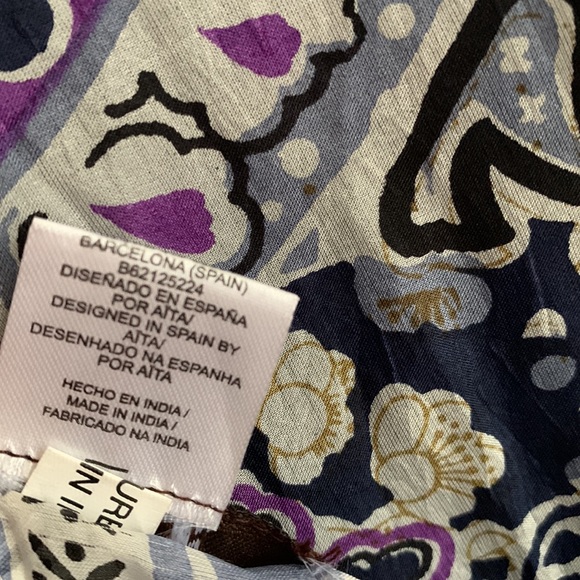 BARCELONA (SPAIN)
B62125224
DISEÑADO EN ESPAÑA
POR AITA/
DESIGNED IN SPAIN BY
AITA/
DESENHADO NA ESPANHA
POR AITA
HECHO EN INDIA/
MADE IN INDIA/
FABRICADO NA INDIA